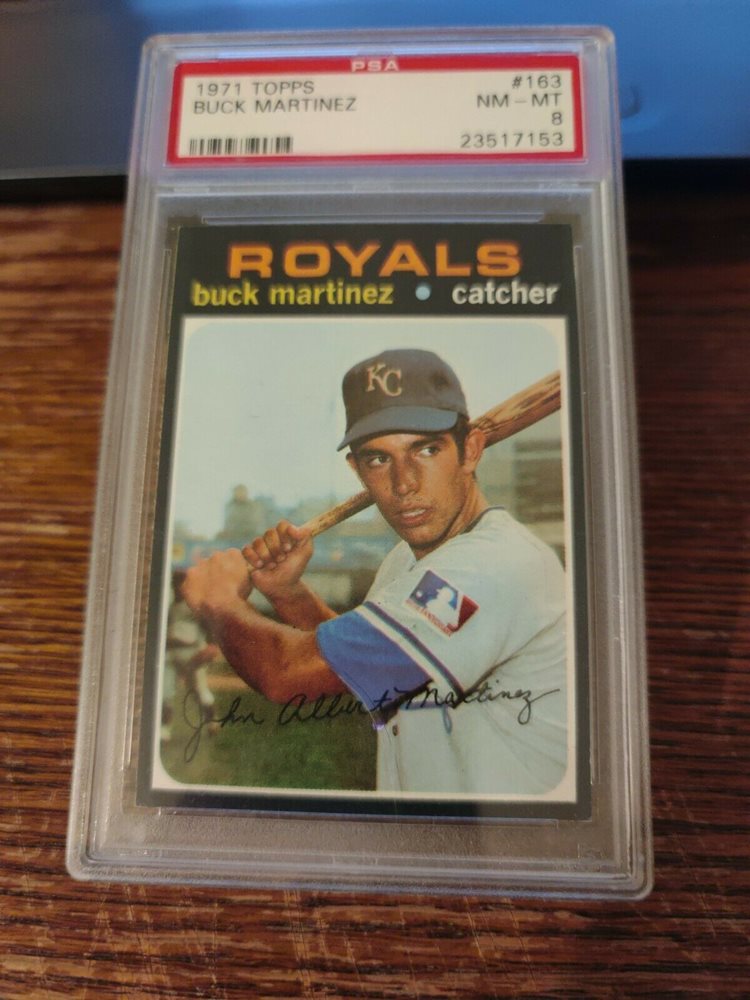 PSA
1971 TOPPS #163
BUCK MARTINEZ NM - MT
8
23517153
ROYALS
buck martinez • catcher
KC
John Albert Martinez